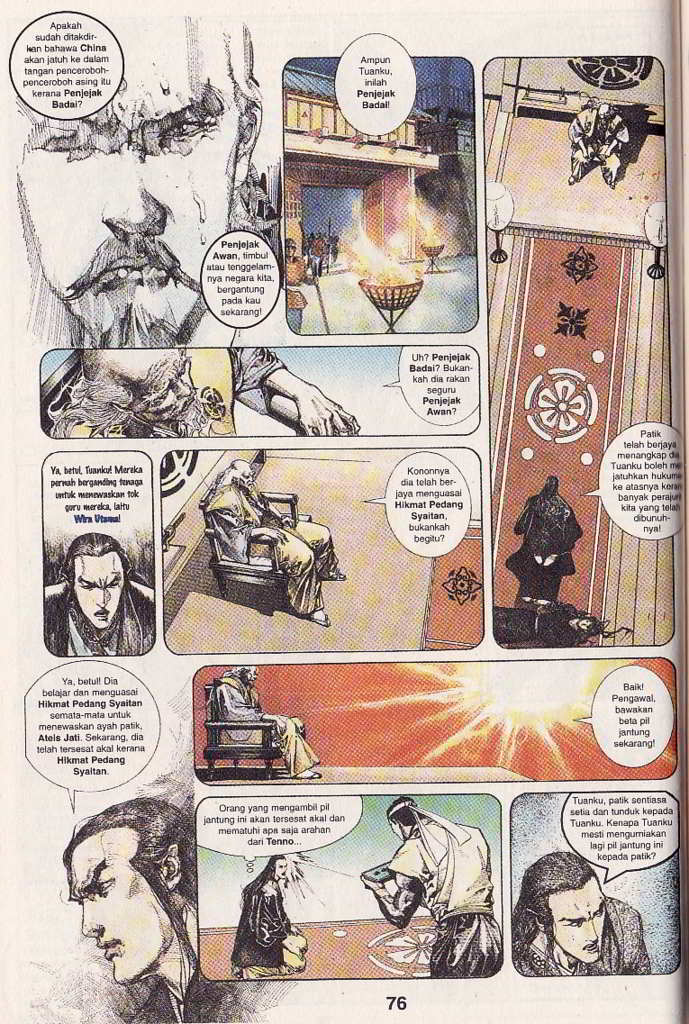 Apakah
sudah ditakdir-
kan bahawa China
akan jatuh ke dalam
tangan penceroboh-
penceroboh asing itu
kerana Penjejak
Badai?
Penjejak
Awan, timbul
atau tenggelam-
nya negara kita,
bergantung
pada kau
sekarang!
Ampun
Tuanku,
inilah
Penjejak
Badai!
Patik
telah berjaya
menangkap dia.
Tuanku boleh
jatuhkan
ke atasnya
banyak
kita yang
dibunuh-
nya!
Uh? Penjejak
Badai? Bukan-
kah dia rakan
seguru
Penjejak
Awan?
Ya, betul, Tuanku! Mereka
pernah berganding tenaga
untuk menewaskan tok
guru mereka, iaitu
Wira Utama!
Kononnya
dia telah ber-
jaya menguasai
Hikmat Pedang
Syaitan,
bukankah
begitu?
Ya, betul! Dia
belajar dan menguasai
Hikmat Pedang Syaitan
semata-mata untuk
menewaskan ayah patik,
Ateis Jati. Sekarang, dia
telah tersesat akal kerana
Hikmat Pedang
Syaitan.
Baik!
Pengawal,
bawakan
beta pil
jantung
sekarang!
Orang yang mengambil pil
jantung ini akan tersesat akal dan
mematuhi apa saja arahan
dari Tenno...
Tuanku, patik sentiasa
setia dan tunduk kepada
Tuanku. Kenapa Tuanku
mesti mengurniakan
lagi pil jantung ini
kepada patik?
76